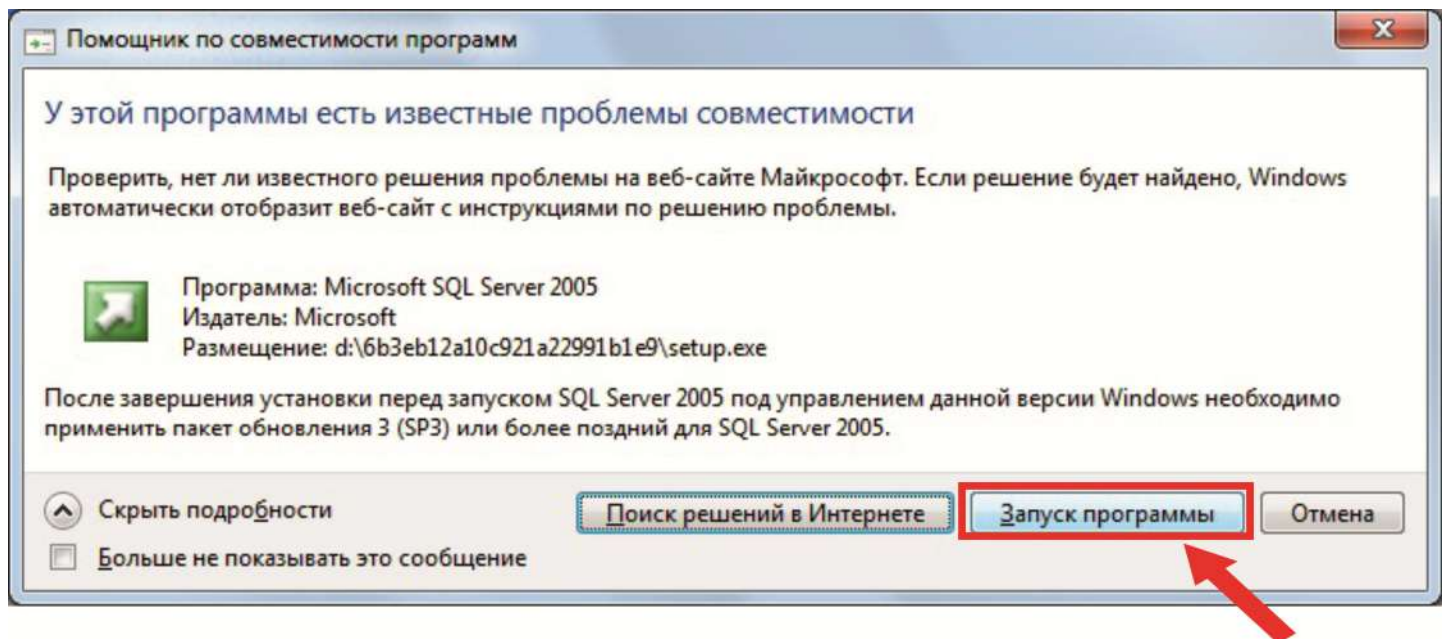 Помощник по совместимости программ
У этой программы есть известные проблемы совместимости
Проверить, нет ли известного решения проблемы на веб-сайте Майкрософт. Если решение будет найдено, Windows
автоматически отобразит веб-сайт с инструкциями по решению проблемы.
Программа: Microsoft SQL Server 2005
Издатель: Microsoft
Размещение: d:\6b3eb12a10c921a22991b1e9\setup.exe
После завершения установки перед запуском SQL Server 2005 под управлением данной версии Windows необходимо
применить пакет обновления 3 (SP3) или более поздний для SQL Server 2005.
Скрыть подробности
Поиск решений в Интернете
Запуск программы
Отмена
Больше не показывать это сообщение